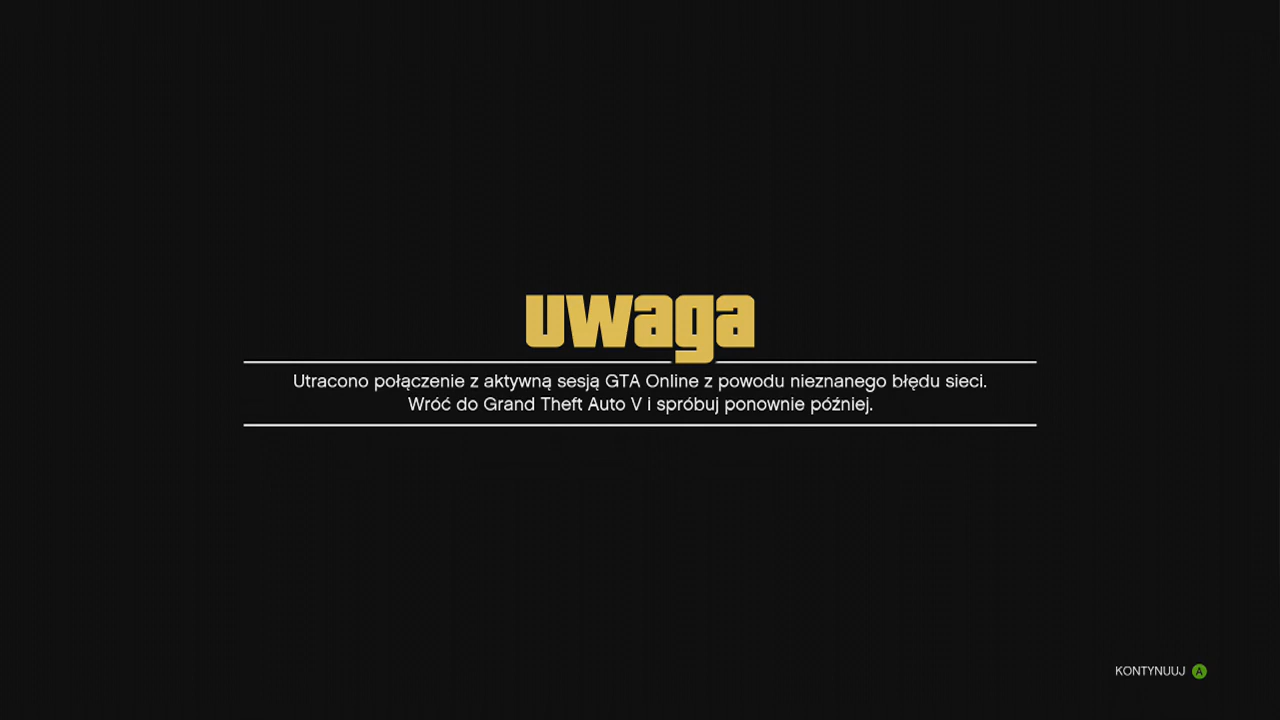 uwaga
Utracono połączenie z aktywną sesją GTA Online z powodu nieznanego błędu sieci.
Wróć do Grand Theft Auto V i spróbuj ponownie później.
KONTYNUUJ A